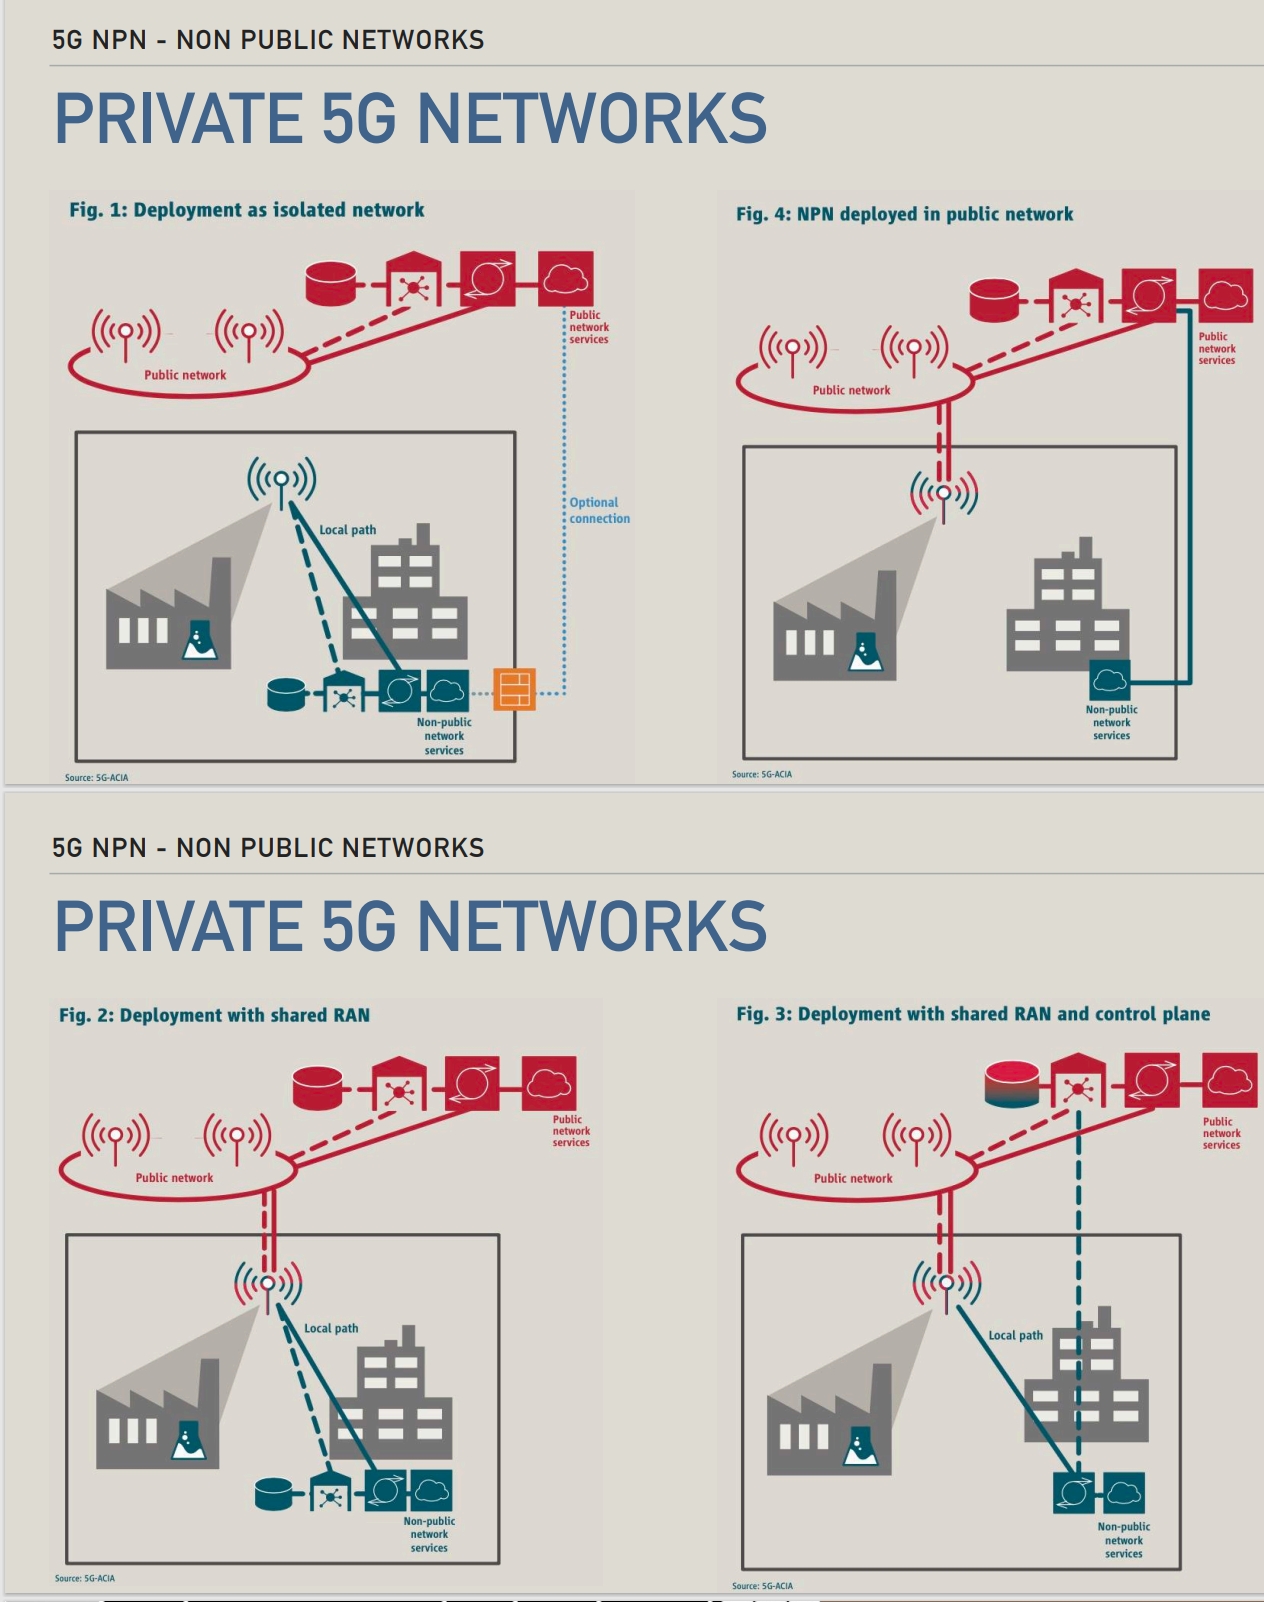 5G NPN - NON PUBLIC NETWORKS
PRIVATE 5G NETWORKS
Fig. 1: Deployment as isolated network
Public
network
services
Public network
Optional
connection
Local path
Non-public
network
services
Source: 5G-ACIA
Fig. 4: NPN deployed in public network
Public
network
services
Public network
Non-public
network
services
Source: 5G-ACIA
5G NPN - NON PUBLIC NETWORKS
PRIVATE 5G NETWORKS
Fig. 2: Deployment with shared RAN
Public
network
services
Public network
Local path
Non-public
network
services
Source: 5G-ACIA
Fig. 3: Deployment with shared RAN and control plane
Public
network
services
Public network
Local path
Non-public
network
services
Source: 5G-ACIA